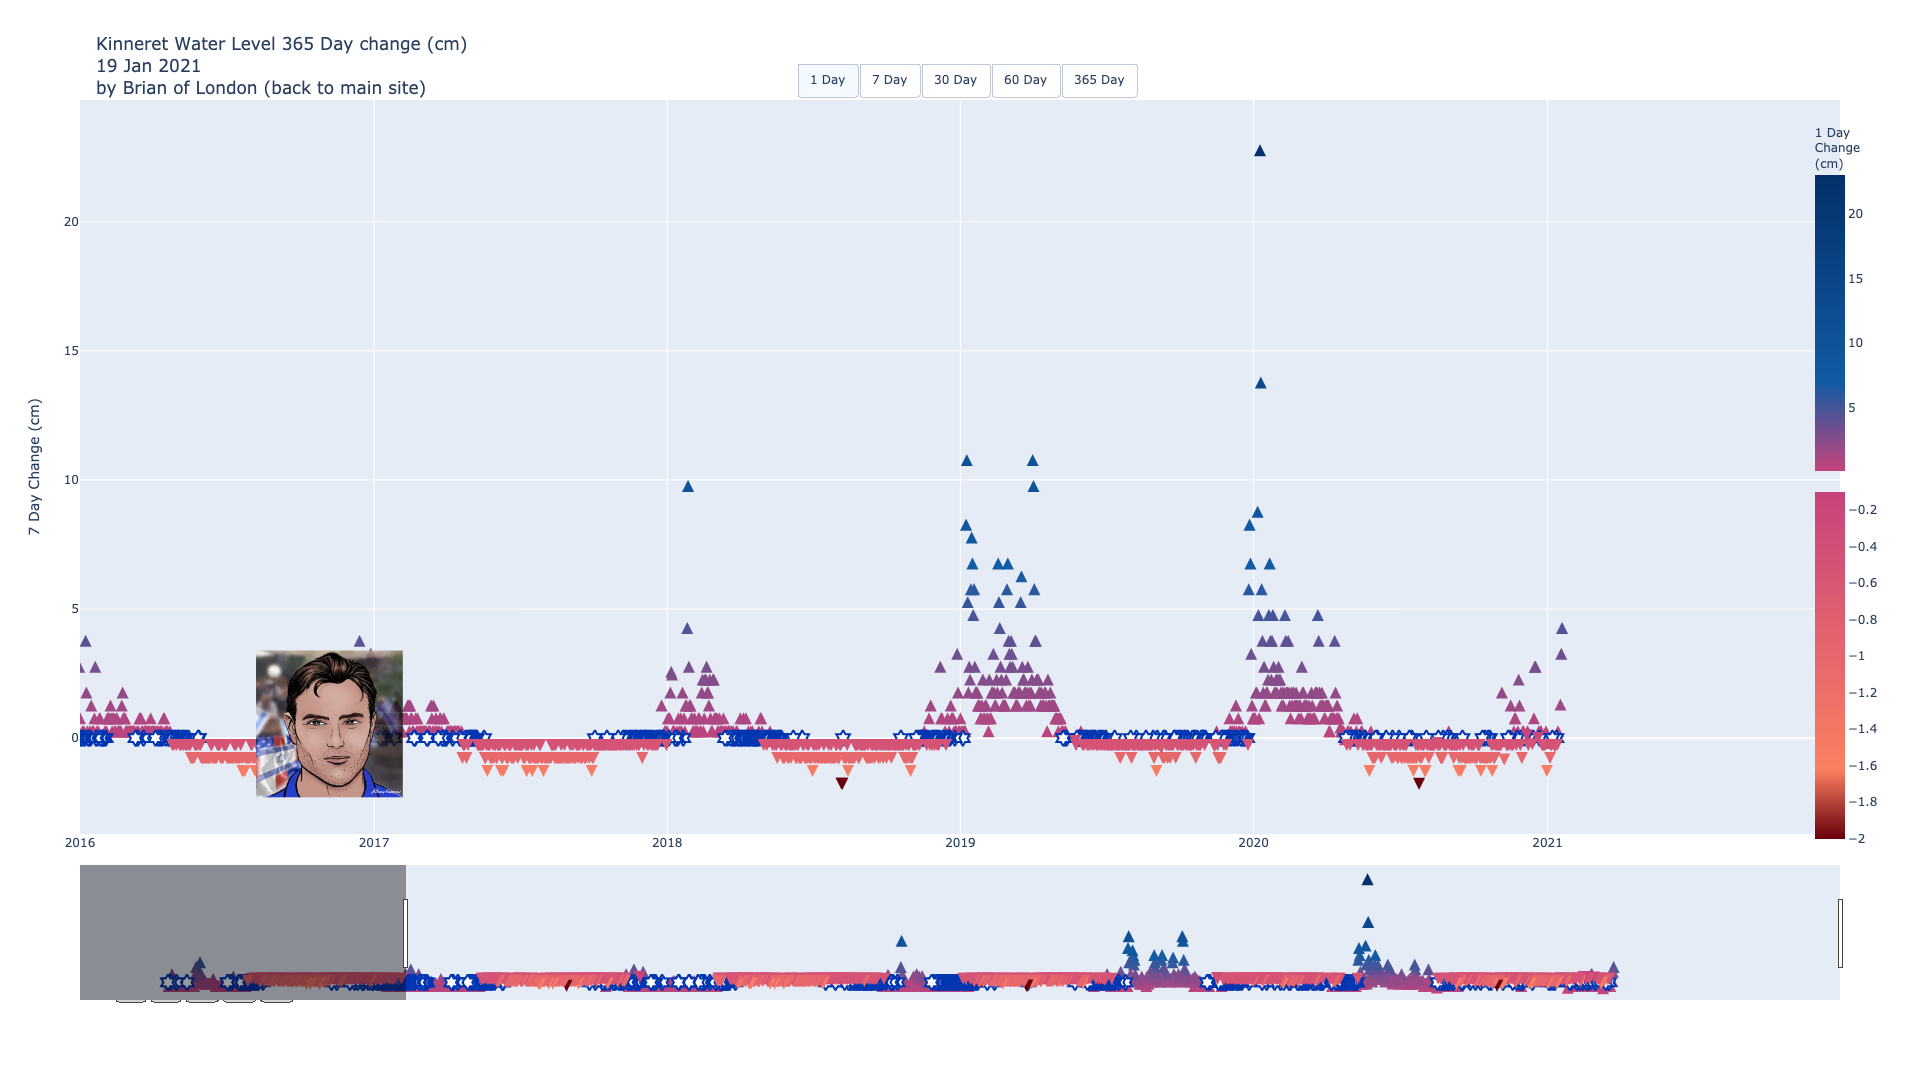 Kinneret Water Level 365 Day change (cm)
19 Jan 2021
by Brian of London (back to main site)
1 Day
7 Day
30 Day
60 Day
365 Day
1 Day
Change
(cm)
20
15
10
5
−0.2
−0.4
−0.6
−0.8
−1
−1.2
−1.4
−1.6
−1.8
−2
7 Day Change (cm)
20
15
10
5
0
2016
2017
2018
2019
2020
2021